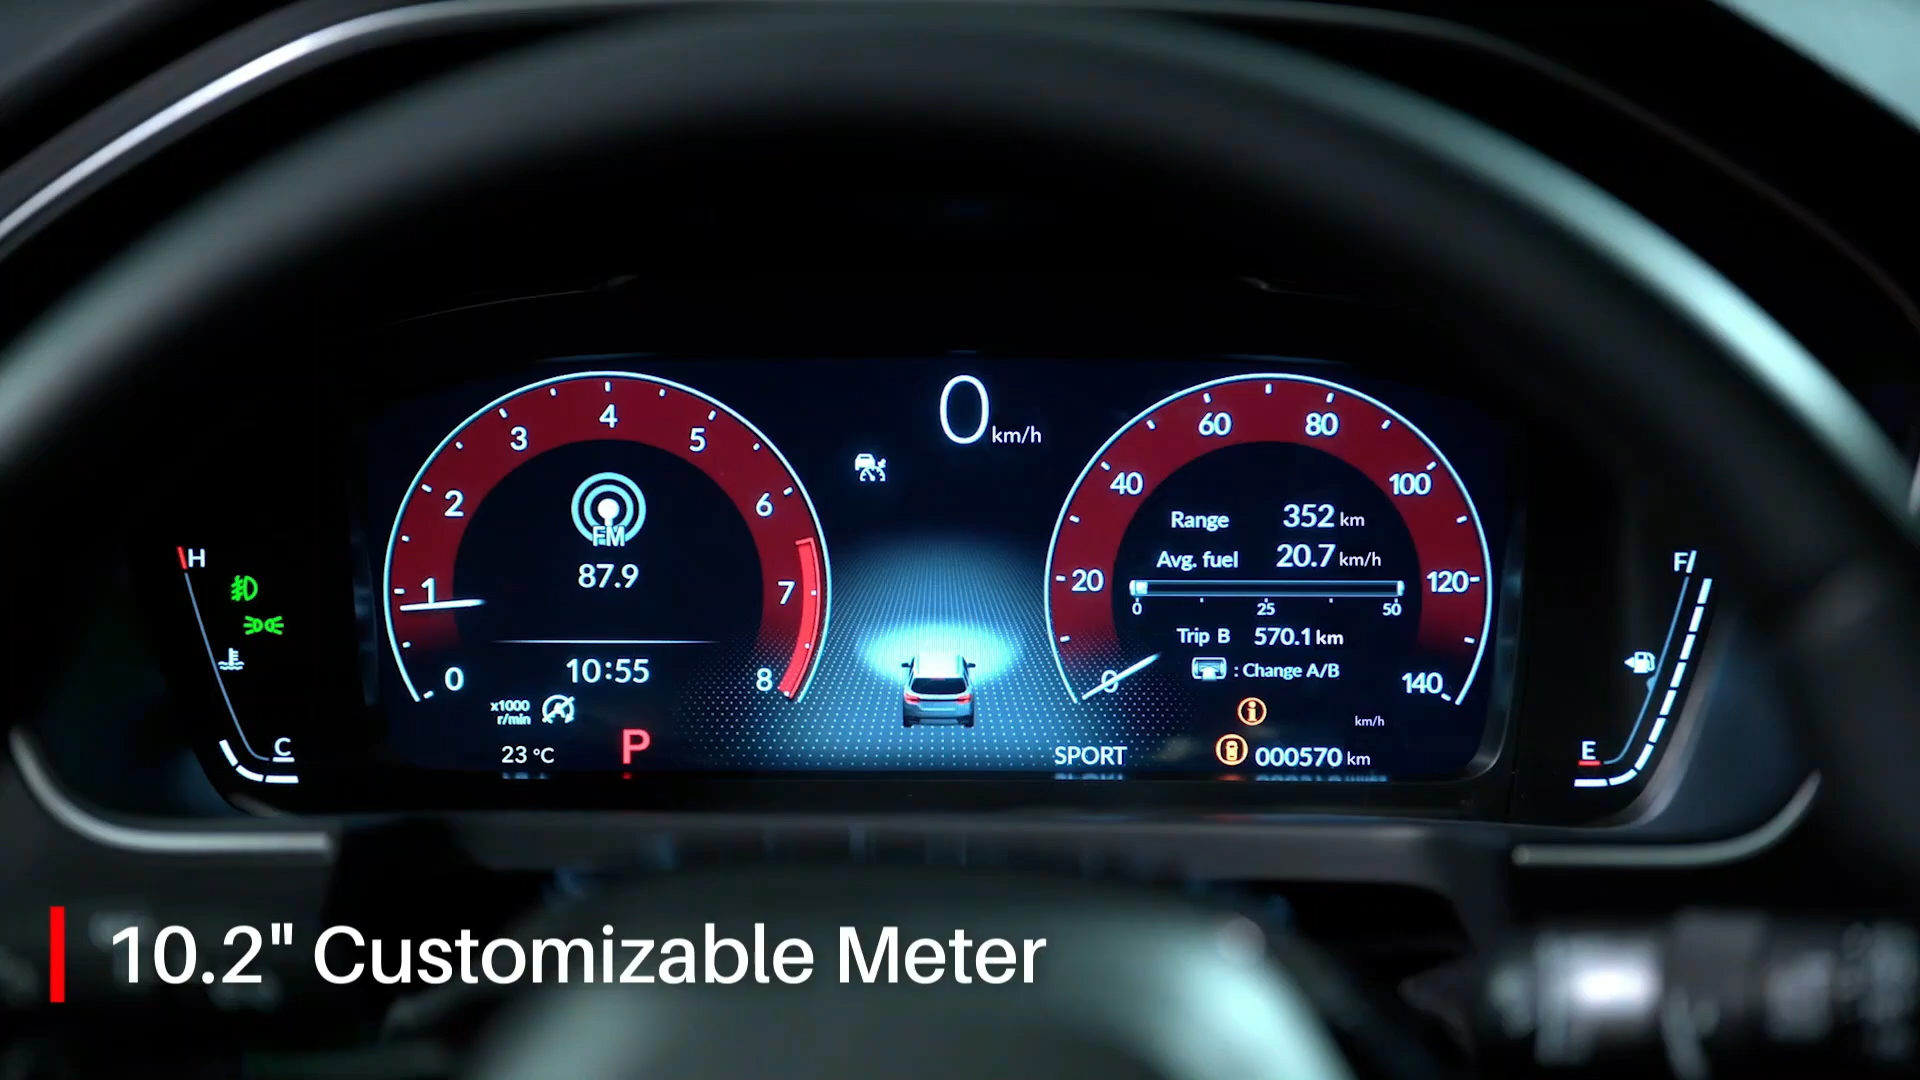 0 km/h
0 1 2 3 4 5 6 7 8
FM
87.9
10:55
x1000
r/min
23 °C
P
H
C
0 20 40 60 80 100 120 140
Range 352 km
Avg. fuel 20.7 km/h
0 25 50
Trip B 570.1 km
: Change A/B
km/h
SPORT
000570 km
F
E
10.2" Customizable Meter